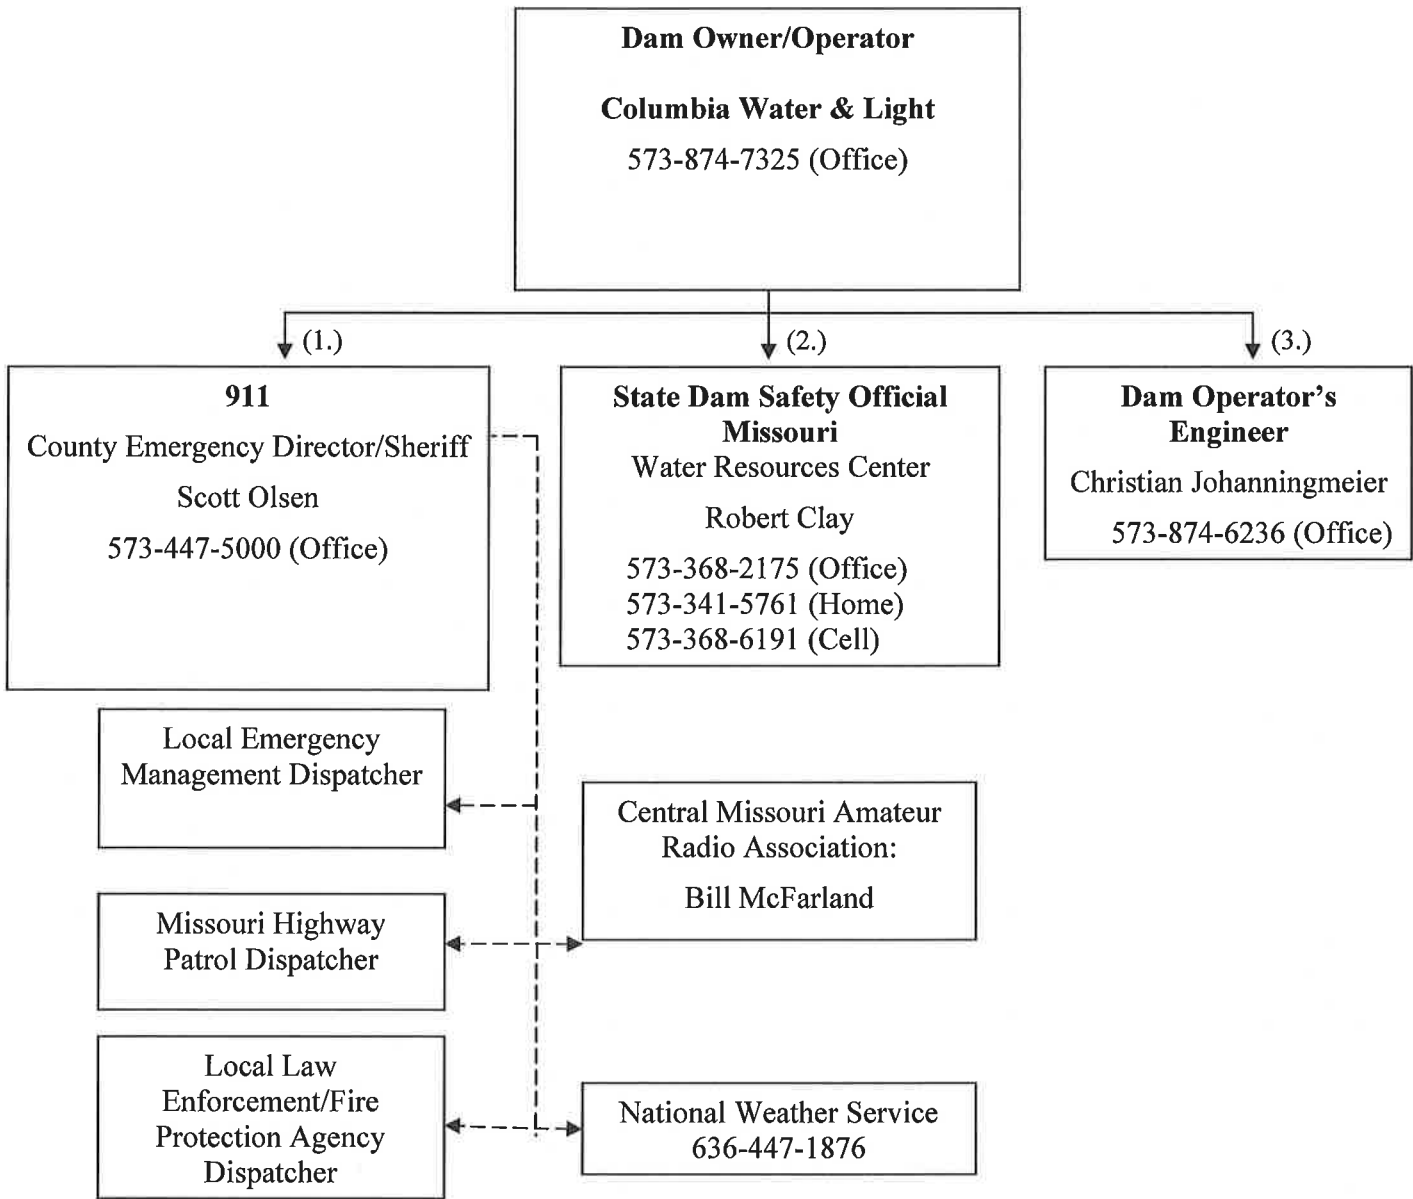 Dam Owner/Operator
Columbia Water & Light
573-874-7325 (Office)
(1.)
(2.)
(3.)
911
County Emergency Director/Sheriff
Scott Olsen
573-447-5000 (Office)
State Dam Safety Official
Missouri
Water Resources Center
Robert Clay
573-368-2175 (Office)
573-341-5761 (Home)
573-368-6191 (Cell)
Dam Operator’s
Engineer
Christian Johanningmeier
573-874-6236 (Office)
Local Emergency
Management Dispatcher
Central Missouri Amateur
Radio Association:
Bill McFarland
Missouri Highway
Patrol Dispatcher
Local Law
Enforcement/Fire
Protection Agency
Dispatcher
National Weather Service
636-447-1876